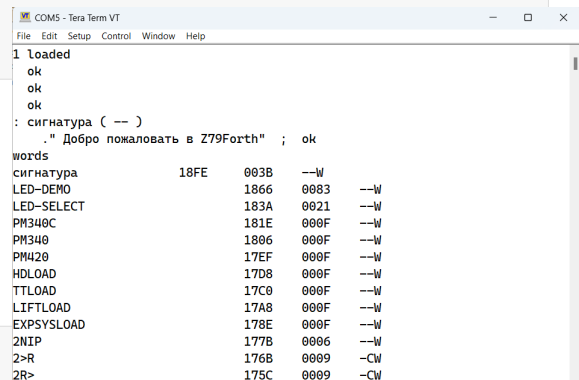 COM5 - Tera Term VT
File Edit Setup Control Window Help
1 loaded
ok
ok
ok
: сигнатура ( -- )
." Добро пожаловать в Z79Forth" ; ok
words
сигнатура 18FE 003B --W
LED-DEMO 1866 0083 --W
LED-SELECT 183A 0021 --W
PM340C 181E 000F --W
PM340 1806 000F --W
PM420 17EF 000F --W
HDLOAD 17D8 000F --W
TTLOAD 17C0 000F --W
LIFTLOAD 17A8 000F --W
EXPSYSLOAD 178E 000F --W
2NIP 177B 0006 --W
2>R 176B 0009 -CW
2R> 175C 0009 -CW